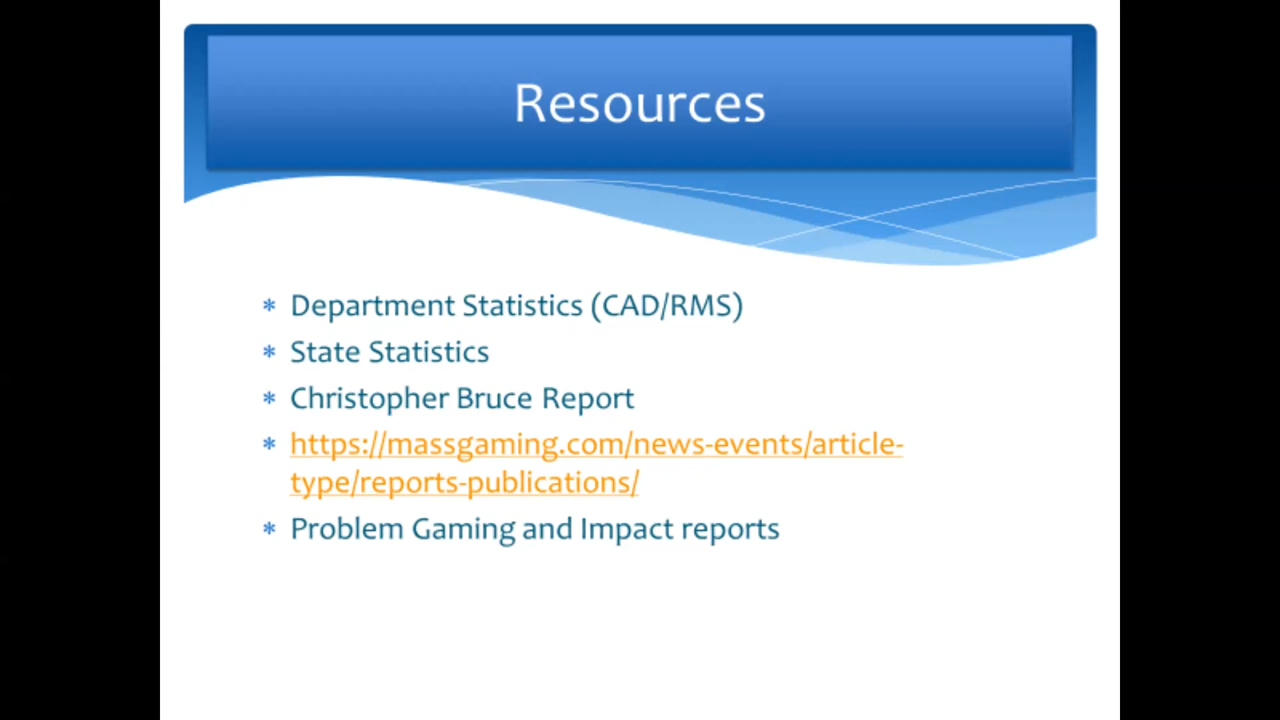 Resources
* Department Statistics (CAD/RMS)
* State Statistics
* Christopher Bruce Report
* https://massgaming.com/news-events/article-
type/reports-publications/
* Problem Gaming and Impact reports